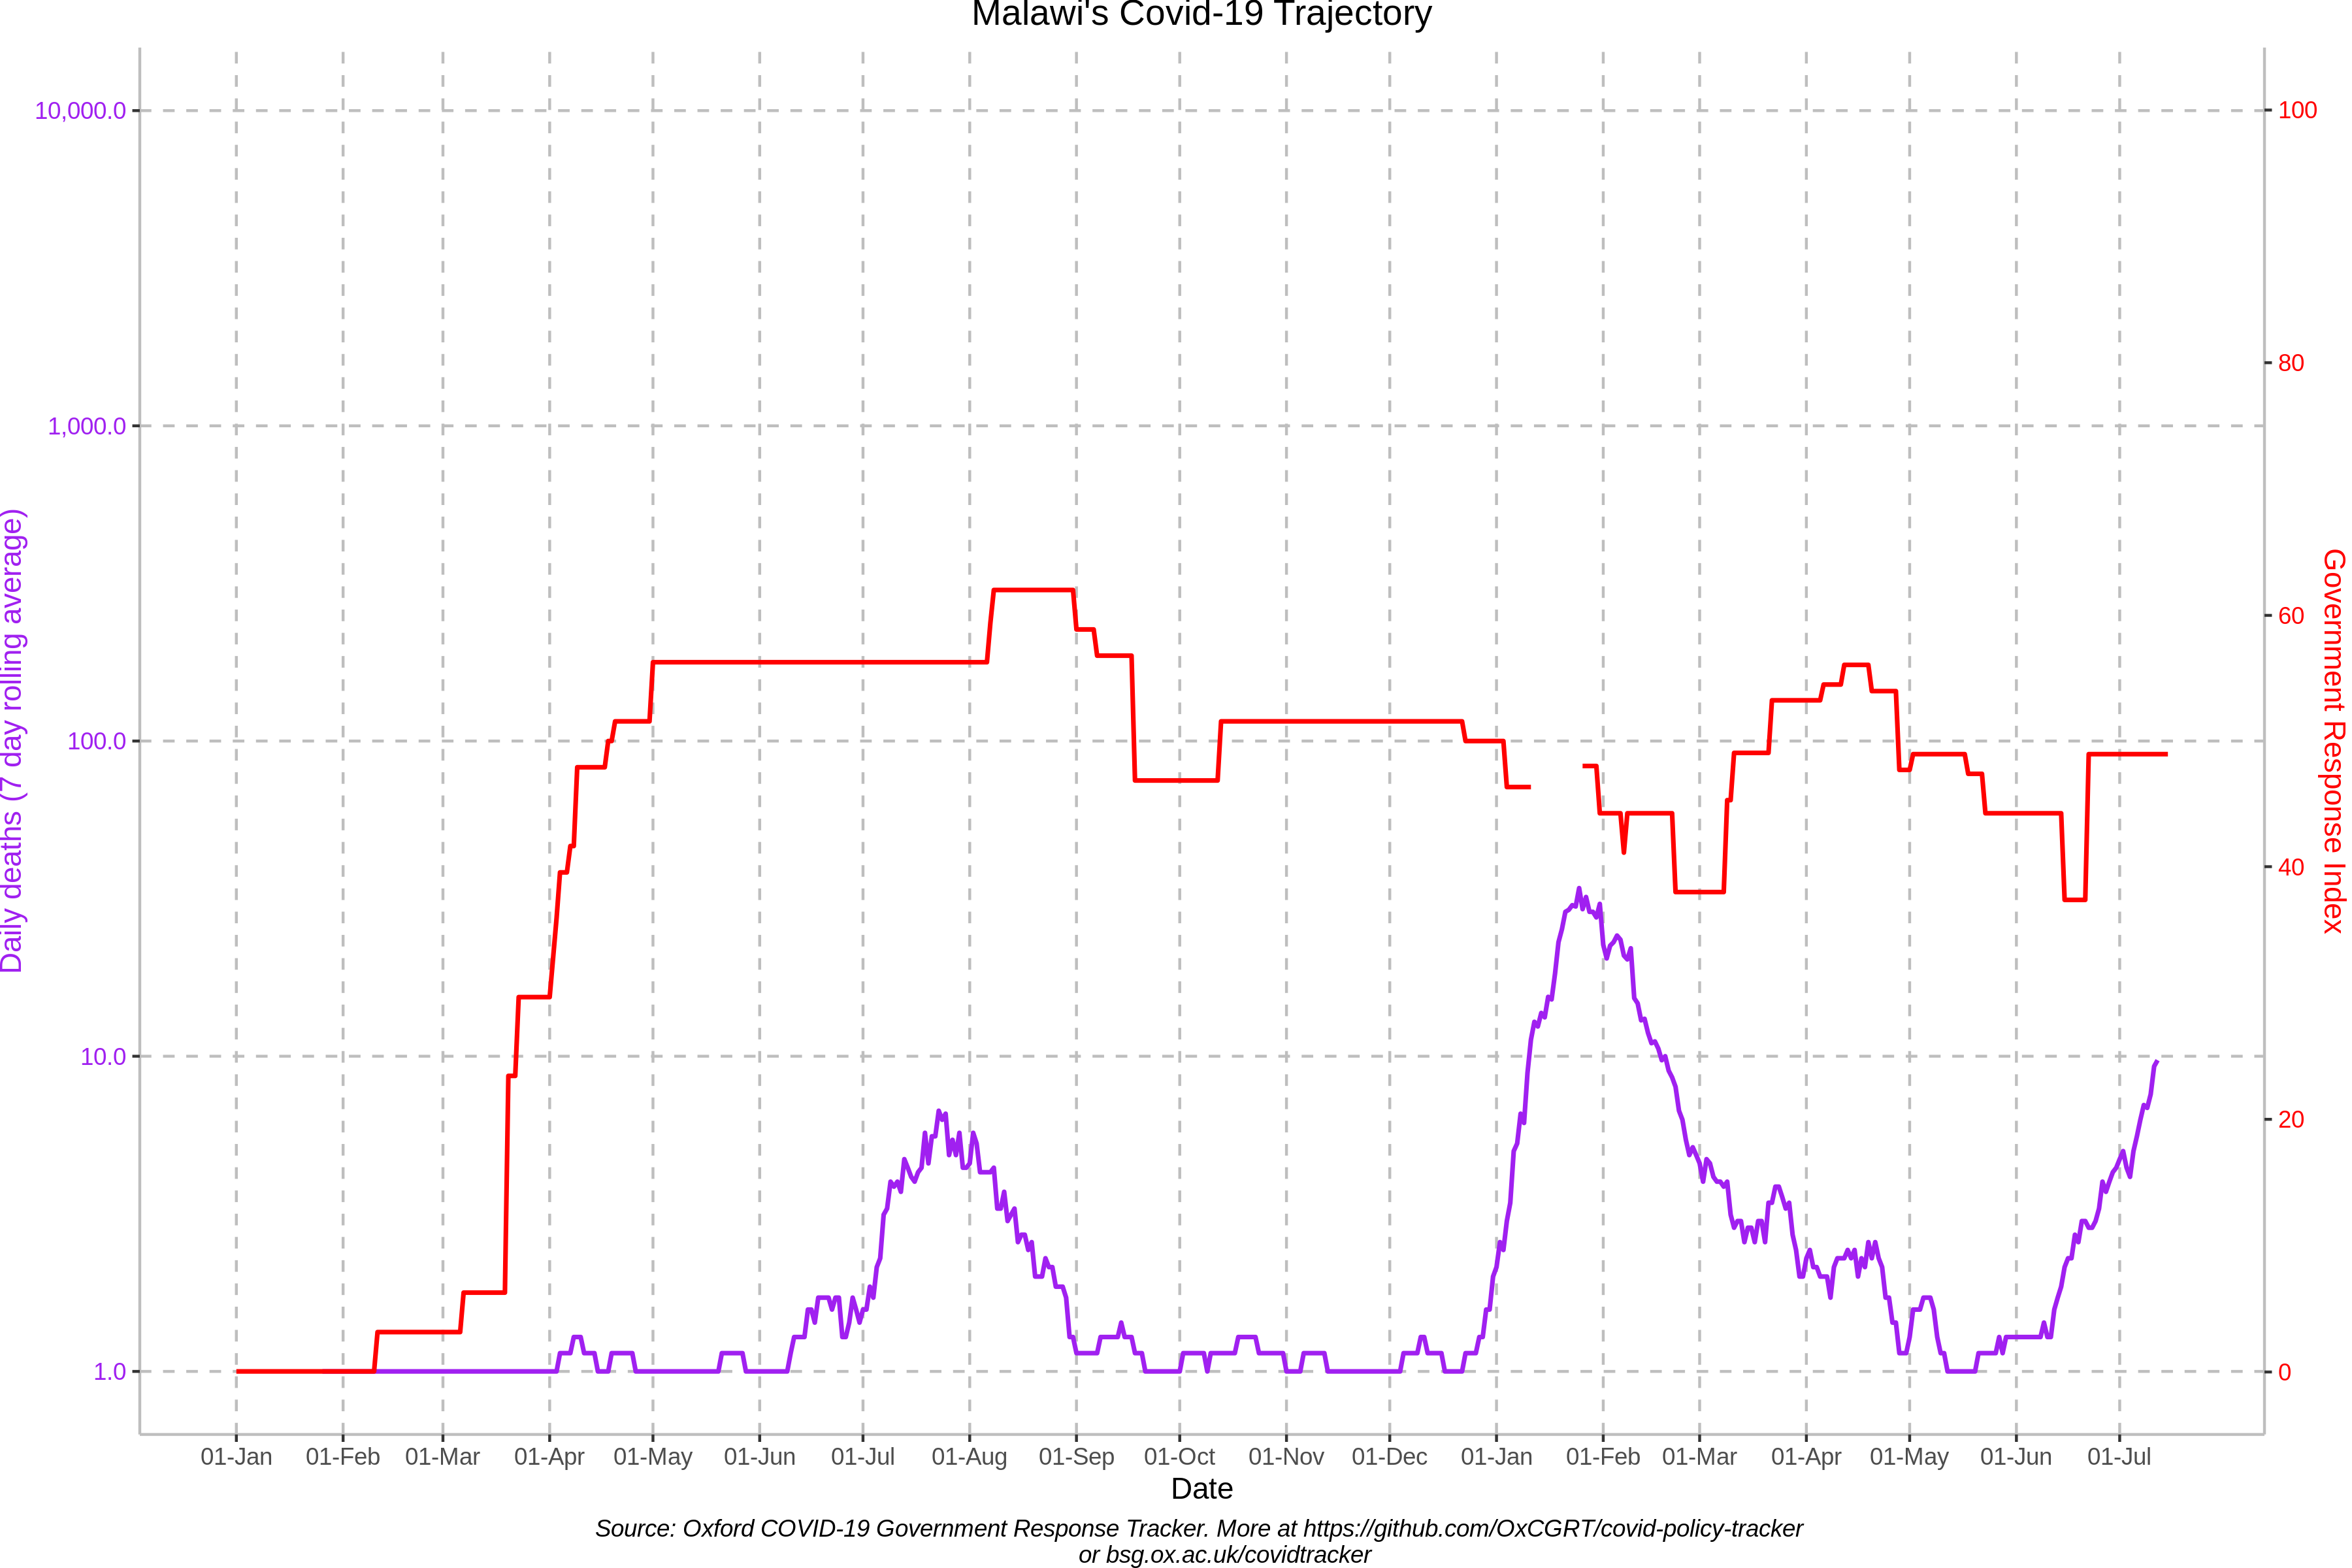 Malawi's Covid-19 Trajectory
10,000.0
1,000.0
100.0
10.0
1.0
Daily deaths (7 day rolling average)
100
80
60
40
20
0
Government Response Index
01-Jan 01-Feb 01-Mar 01-Apr 01-May 01-Jun 01-Jul 01-Aug 01-Sep 01-Oct 01-Nov 01-Dec 01-Jan 01-Feb 01-Mar 01-Apr 01-May 01-Jun 01-Jul
Date
Source: Oxford COVID-19 Government Response Tracker. More at https://github.com/OxCGRT/covid-policy-tracker
or bsg.ox.ac.uk/covidtracker